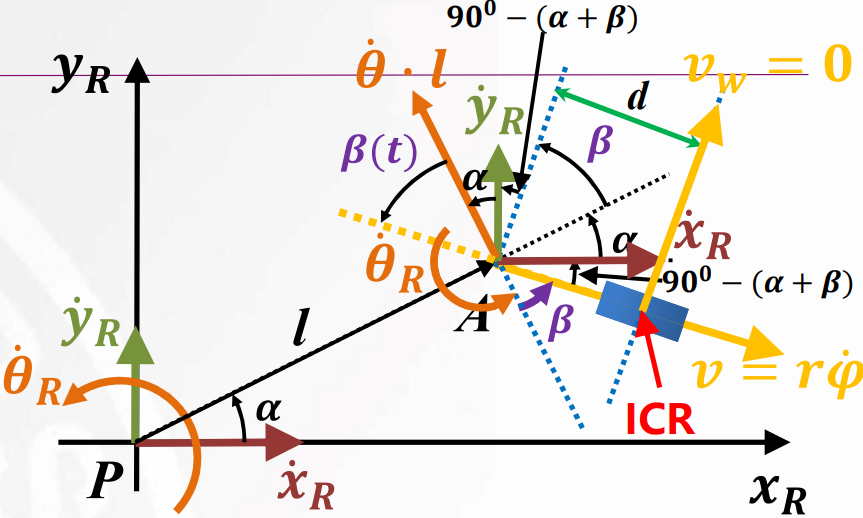 90⁰ − (α + β)
y_R
θ̇ · l
v_w = 0
ẏ_R
d
β(t)
β
α
α
ẋ_R
θ̇_R
90⁰ − (α + β)
A
β
l
ẏ_R
v = rφ̇
θ̇_R
α
ICR
P
ẋ_R
x_R